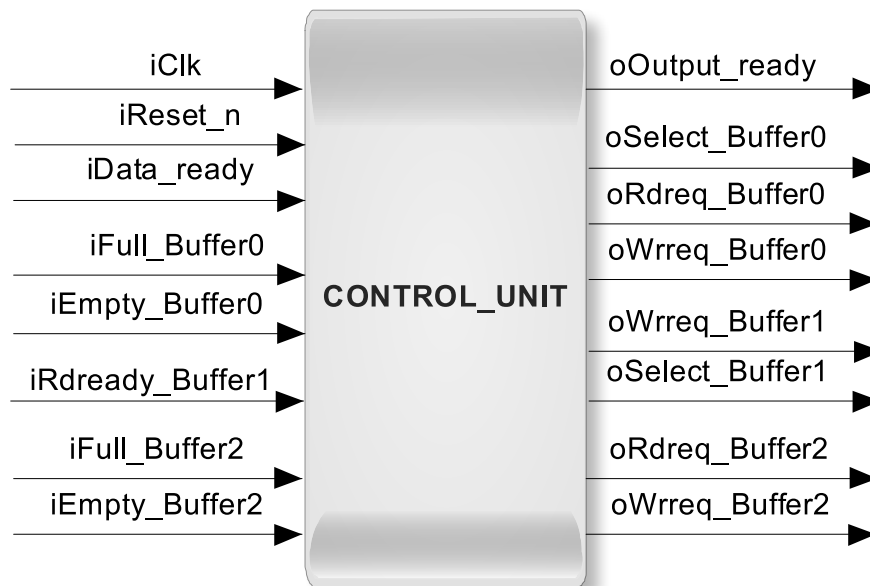 iClk
iReset_n
iData_ready
iFull_Buffer0
iEmpty_Buffer0
iRdready_Buffer1
iFull_Buffer2
iEmpty_Buffer2
CONTROL_UNIT
oOutput_ready
oSelect_Buffer0
oRdreq_Buffer0
oWrreq_Buffer0
oWrreq_Buffer1
oSelect_Buffer1
oRdreq_Buffer2
oWrreq_Buffer2